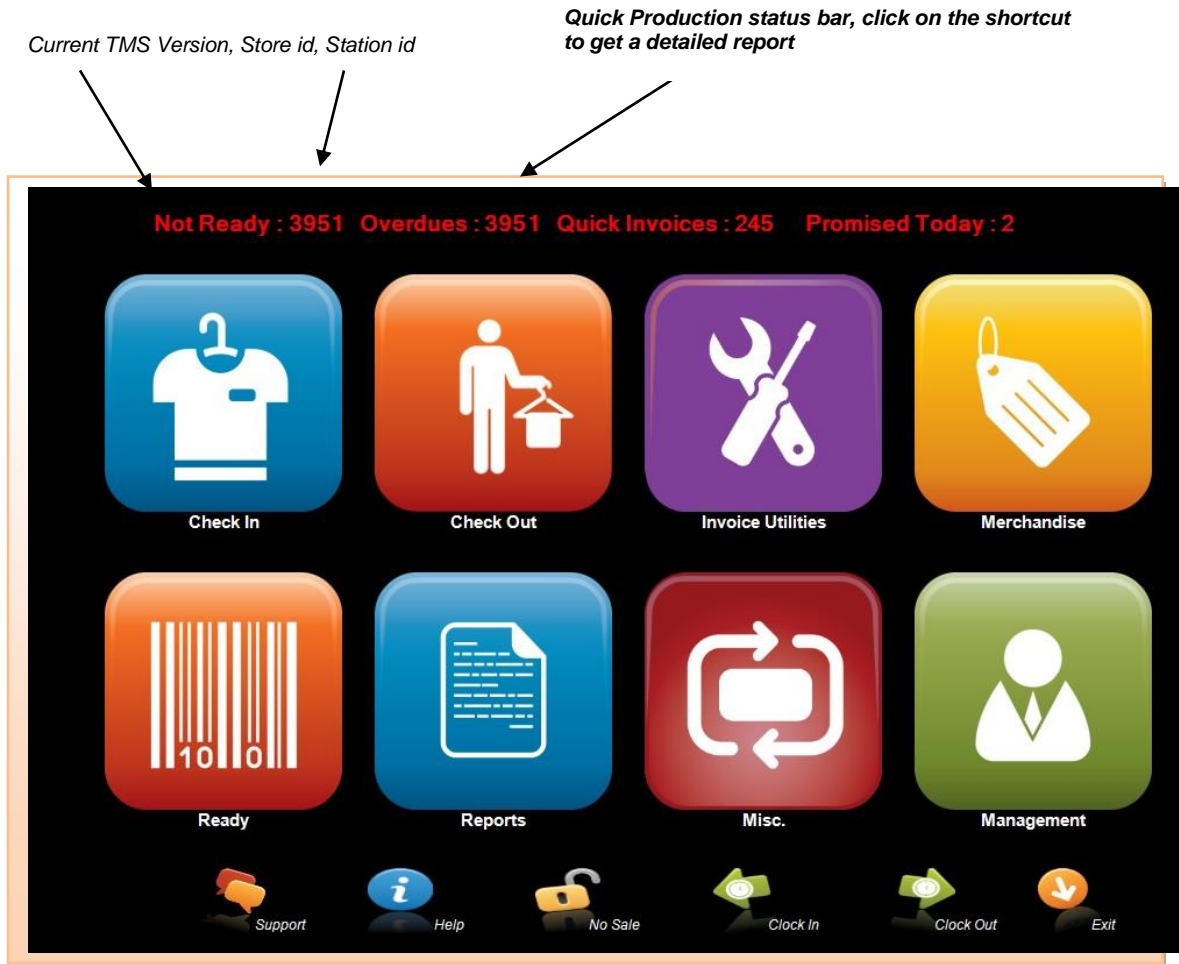 Quick Production status bar, click on the shortcut
to get a detailed report
Current TMS Version, Store id, Station id
Not Ready : 3951 Overdues : 3951 Quick Invoices : 245 Promised Today : 2
Check In Check Out Invoice Utilities Merchandise
10 0
Ready Reports Misc. Management
Support Help No Sale Clock In Clock Out Exit